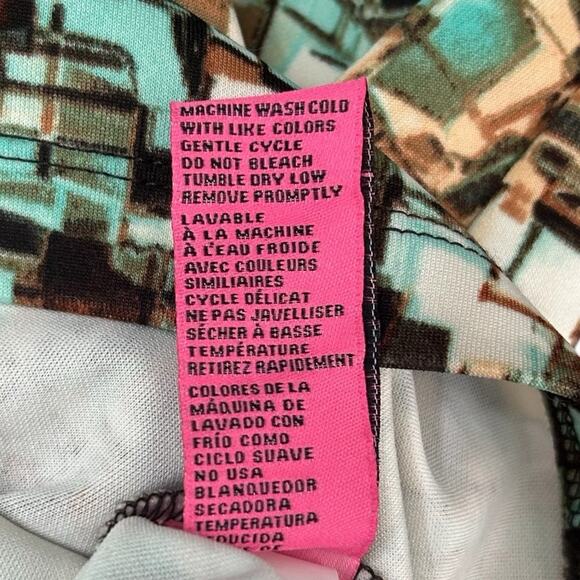 MACHINE WASH COLD
WITH LIKE COLORS
GENTLE CYCLE
DO NOT BLEACH
TUMBLE DRY LOW
REMOVE PROMPTLY
LAVABLE
À LA MACHINE
À L'EAU FROIDE
AVEC COULEURS
SIMILIAIRES
CYCLE DÉLICAT
NE PAS JAVELLISER
SÉCHER À BASSE
TEMPÉRATURE
RETIREZ RAPIDEMENT
COLORES DE LA
MÁQUINA DE
LAVADO CON
FRÍO COMO
CICLO SUAVE
NO USA
BLANQUEDOR
SECADORA
TEMPERATURA